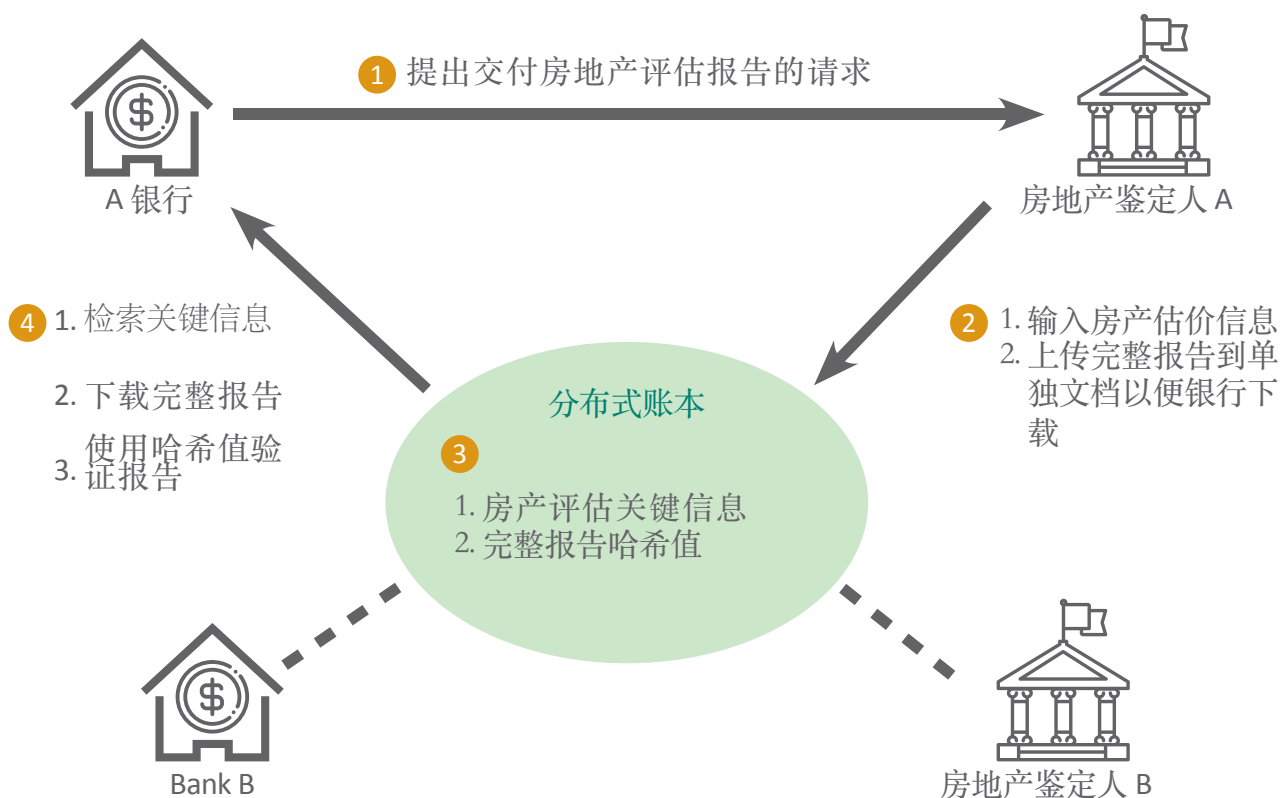 1 提出交付房地产评估报告的请求
A 银行
房地产鉴定人 A
4 1. 检索关键信息
2. 下载完整报告
使用哈希值验
3. 证报告
2 1. 输入房产估价信息
2. 上传完整报告到单
独文档以便银行下
载
分布式账本
3
1. 房产评估关键信息
2. 完整报告哈希值
Bank B
房地产鉴定人 B